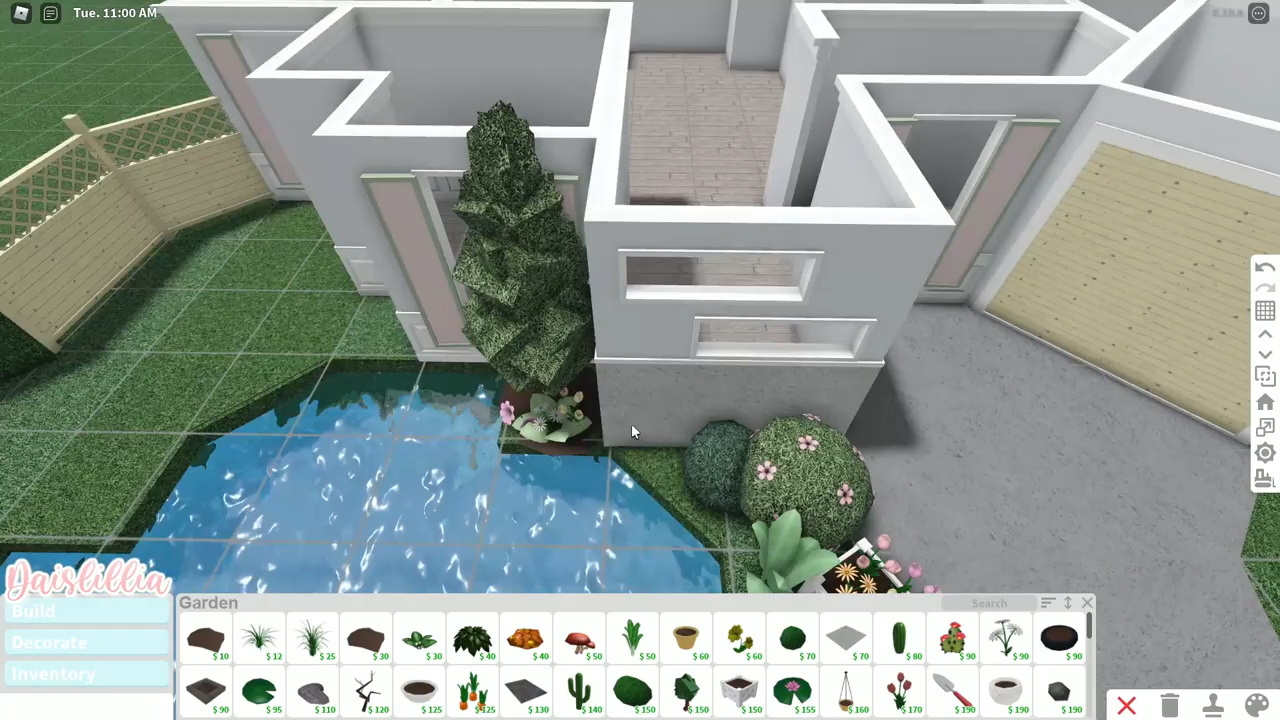 Tue. 11:00 AM
Daislillia
Build
Decorate
Inventory
Garden
Search
$10 $12 $25 $30 $30 $40 $40 $50 $50 $60 $60 $70 $70 $80 $90 $90 $90
$90 $95 $110 $120 $125 $125 $130 $140 $150 $150 $150 $155 $160 $170 $190 $190 $190